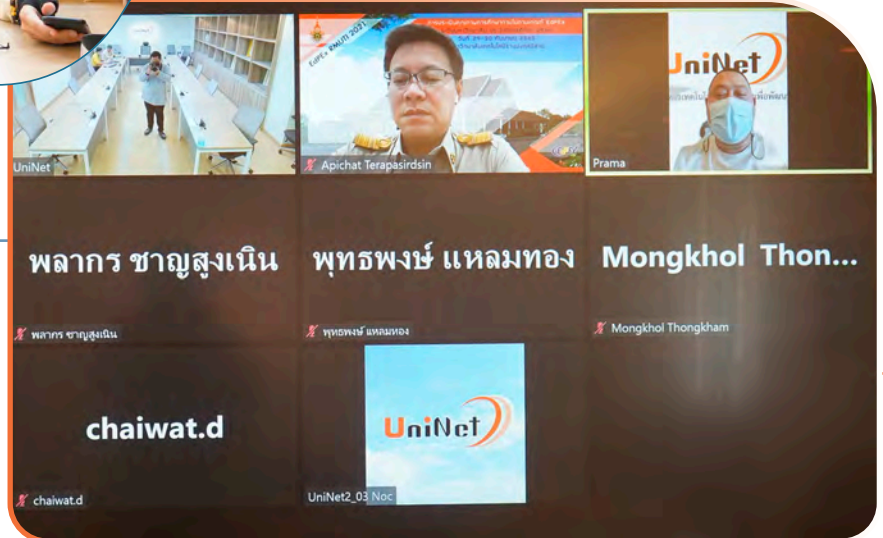 UniNet
EdPEx RMUTI 2021
Apichat Terapasirdsin
UniNet
Prama
พลากร ชาญสูงเนิน
พลากร ชาญสูงเนิน
พุทธพงษ์ แหลมทอง
พุทธพงษ์ แหลมทอง
Mongkhol Thon...
Mongkhol Thongkham
chaiwat.d
chaiwat.d
UniNet
UniNet2_03 Noc